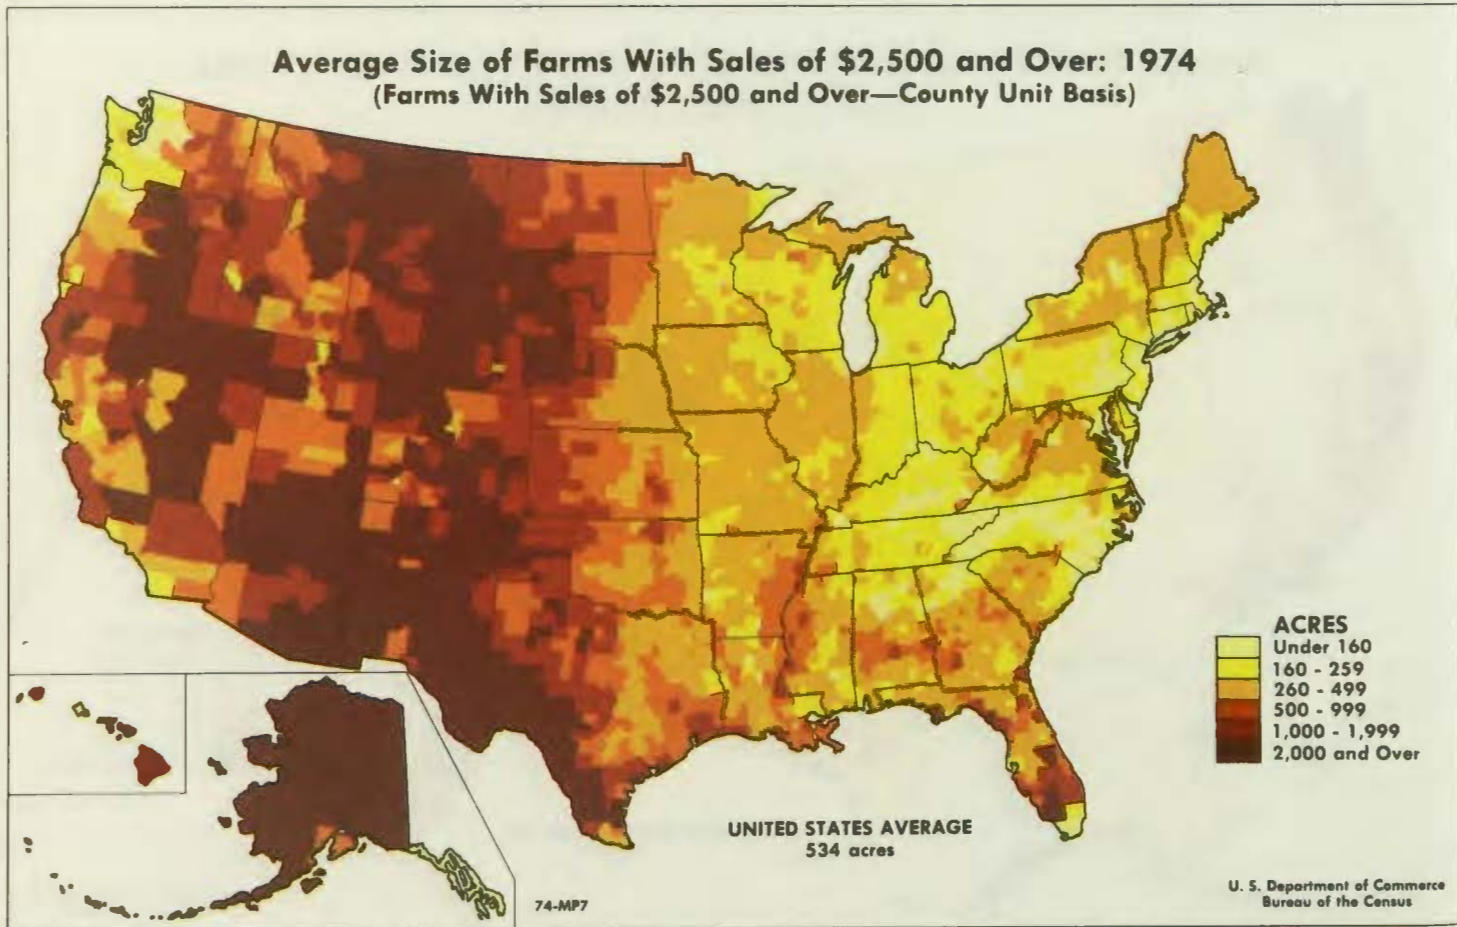 Average Size of Farms With Sales of $2,500 and Over: 1974
(Farms With Sales of $2,500 and Over—County Unit Basis)
ACRES
Under 160
160 - 259
260 - 499
500 - 999
1,000 - 1,999
2,000 and Over
UNITED STATES AVERAGE
534 acres
74-MP7
U. S. Department of Commerce
Bureau of the Census